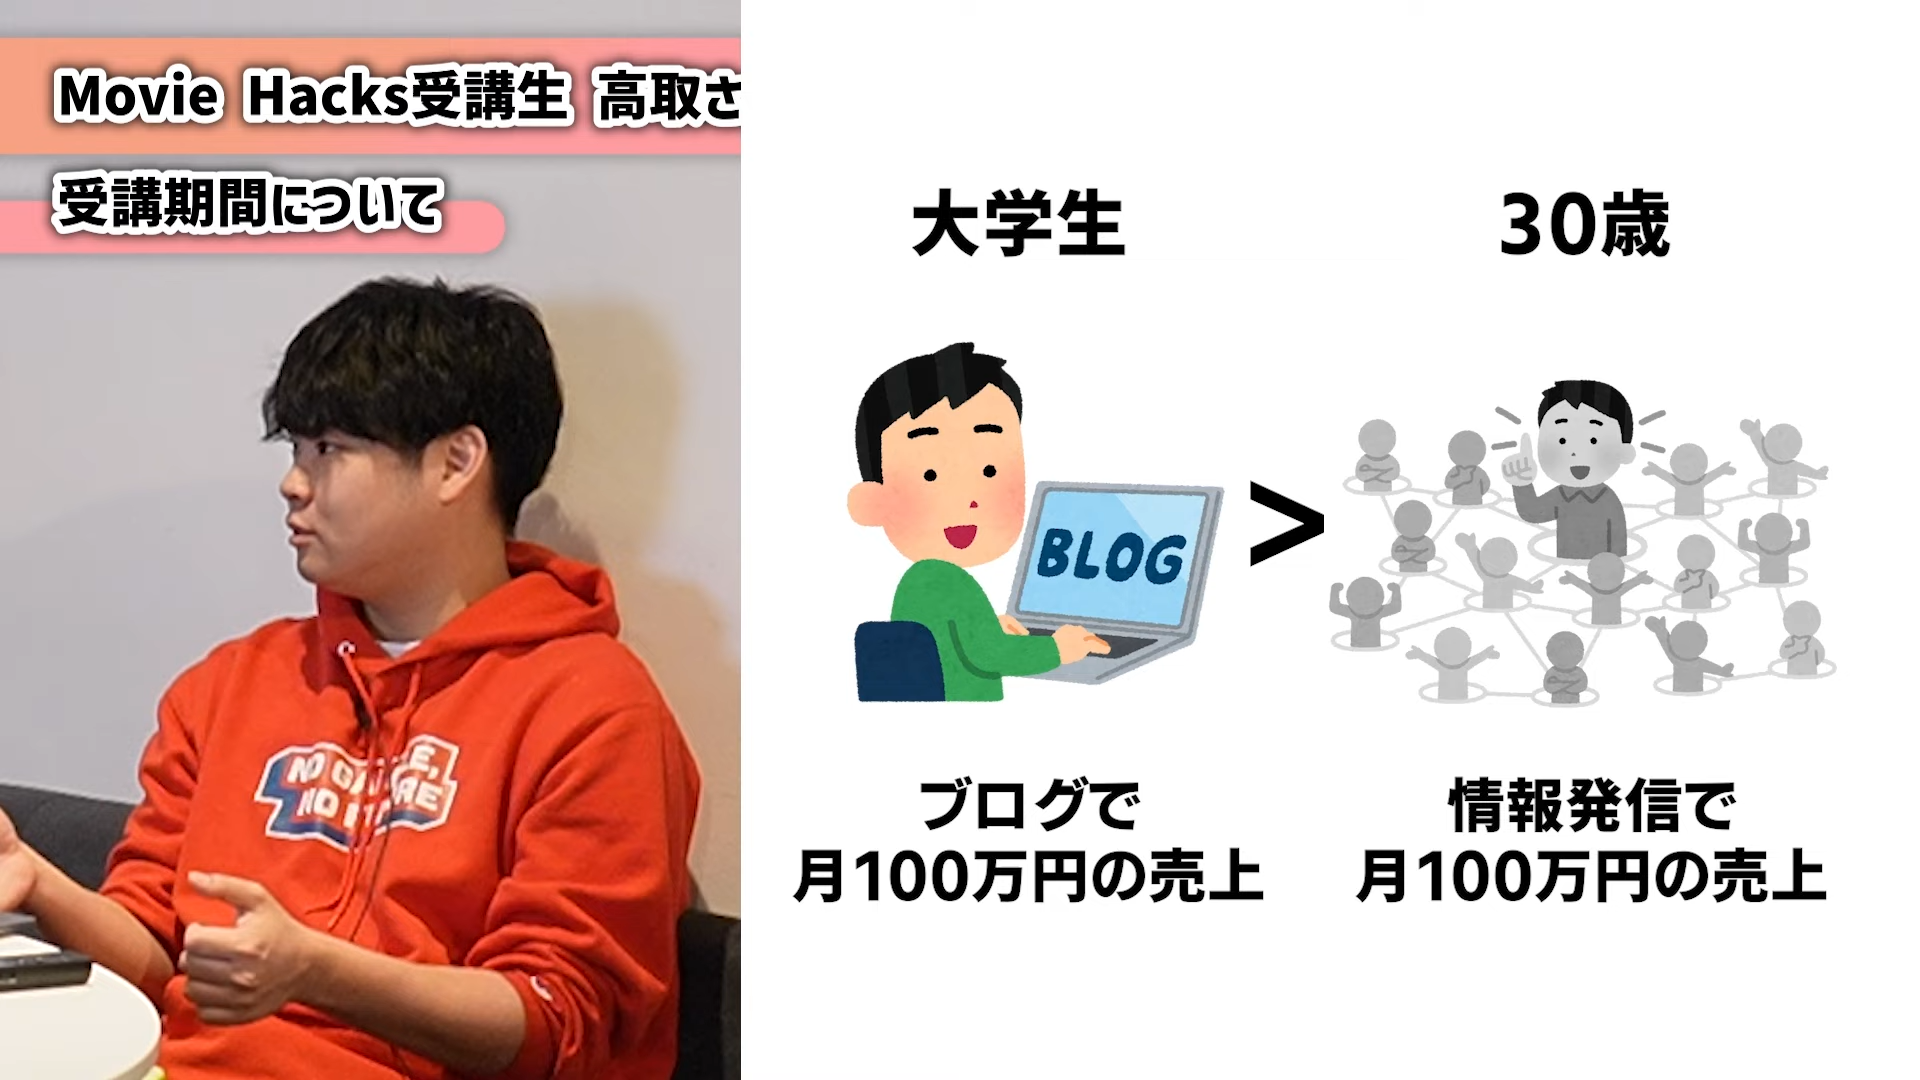 Movie Hacks受講生 高取さ
受講期間について
大学生
30歳
BLOG
>
ブログで
月100万円の売上
情報発信で
月100万円の売上